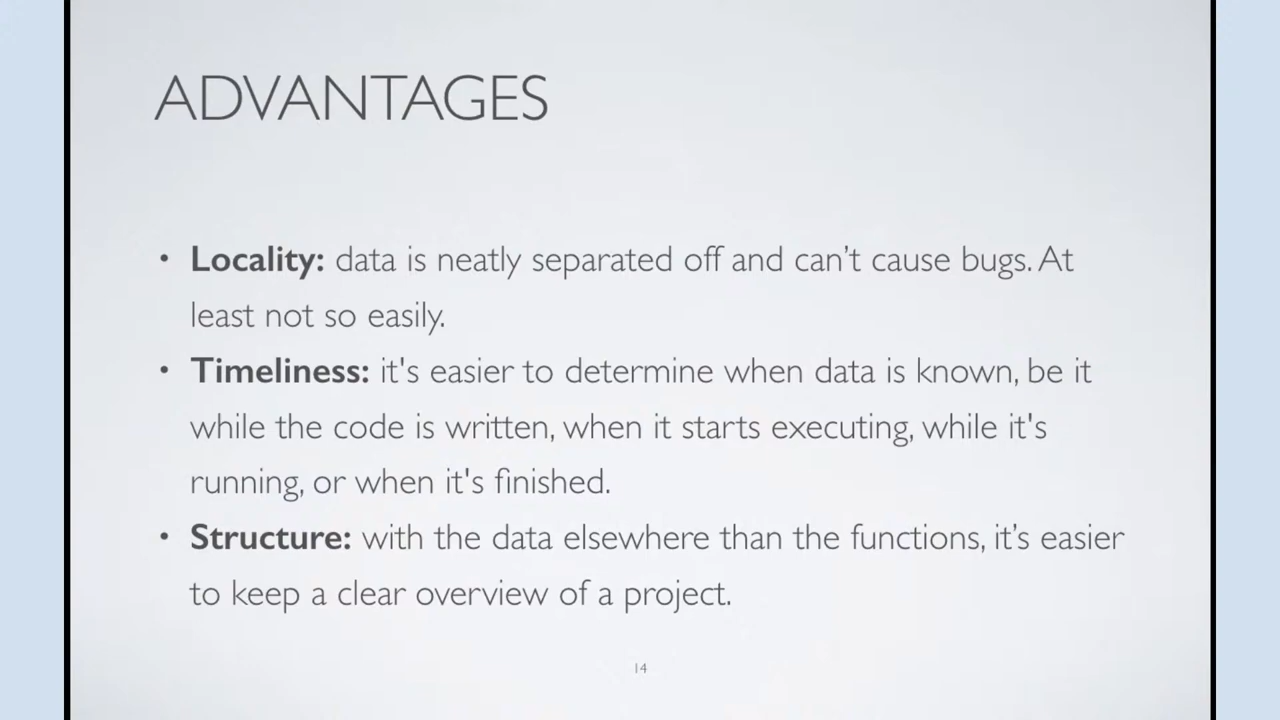 ADVANTAGES
• Locality: data is neatly separated off and can’t cause bugs. At
least not so easily.
• Timeliness: it's easier to determine when data is known, be it
while the code is written, when it starts executing, while it's
running, or when it's finished.
• Structure: with the data elsewhere than the functions, it’s easier
to keep a clear overview of a project.
14